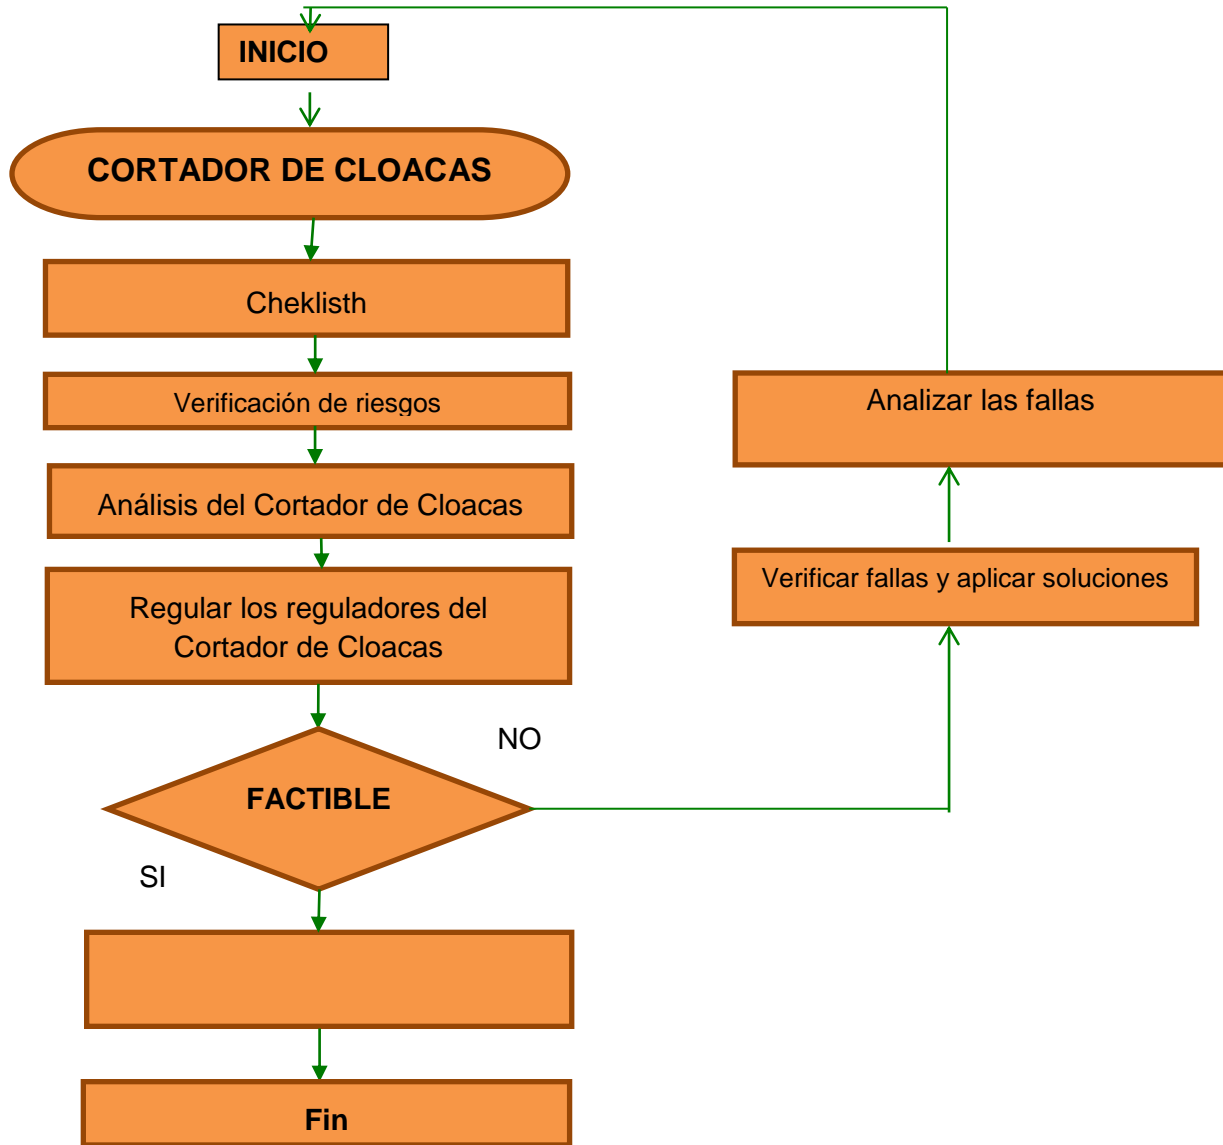 INICIO
CORTADOR DE CLOACAS
Cheklisth
Verificación de riesgos
Análisis del Cortador de Cloacas
Regular los reguladores del
Cortador de Cloacas
NO
FACTIBLE
SI
Fin
Analizar las fallas
Verificar fallas y aplicar soluciones